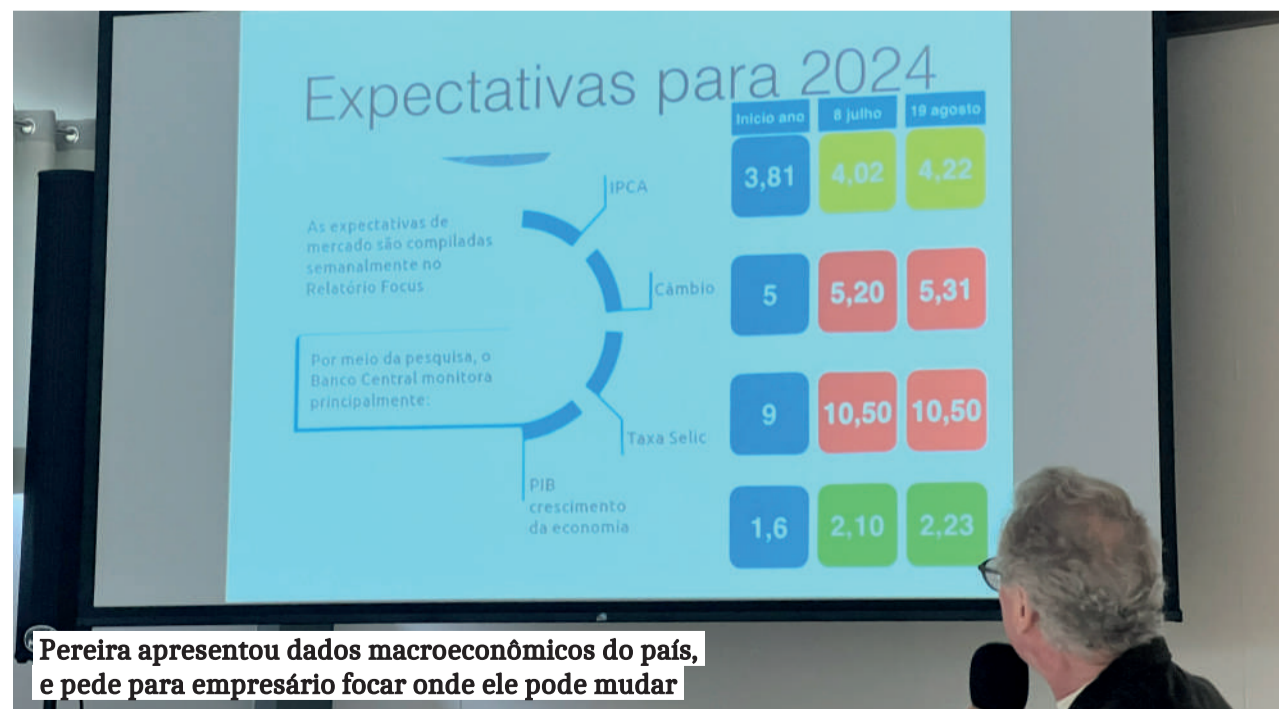 Expectativas para 2024
Início ano 8 julho 19 agosto
IPCA
3,81 4,02 4,22
As expectativas de
mercado são compiladas
semanalmente no
Relatório Focus
Câmbio
5 5,20 5,31
Por meio da pesquisa, o
Banco Central monitora
principalmente:
Taxa Selic
9 10,50 10,50
PIB
crescimento
da economia
1,6 2,10 2,23
Pereira apresentou dados macroeconômicos do país,
e pede para empresário focar onde ele pode mudar